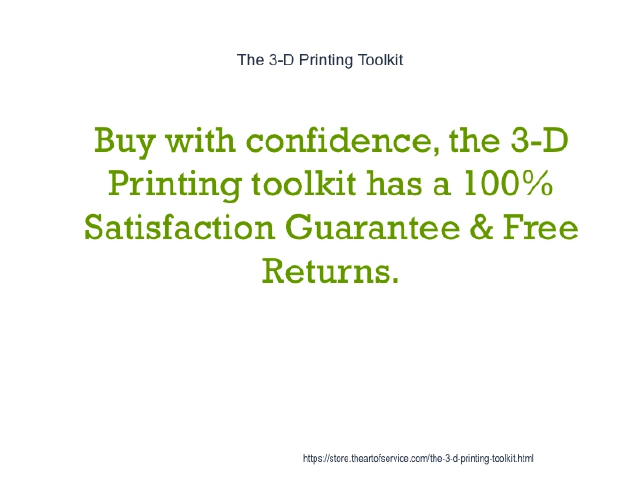 The 3-D Printing Toolkit
Buy with confidence, the 3-D
Printing toolkit has a 100%
Satisfaction Guarantee & Free
Returns.
https://store.theartofservice.com/the-3-d-printing-toolkit.html